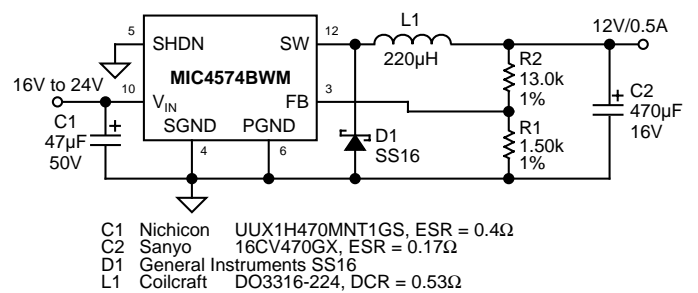 5 SHDN SW 12 L1 12V/0.5A
220µH
MIC4574BWM
R2
13.0k
1%
16V to 24V
10 VIN FB 3
C2
470µF
16V
C1
47µF
50V
SGND PGND
4 6
D1
SS16
R1
1.50k
1%
C1 Nichicon UUX1H470MNT1GS, ESR = 0.4Ω
C2 Sanyo 16CV470GX, ESR = 0.17Ω
D1 General Instruments SS16
L1 Coilcraft DO3316-224, DCR = 0.53Ω